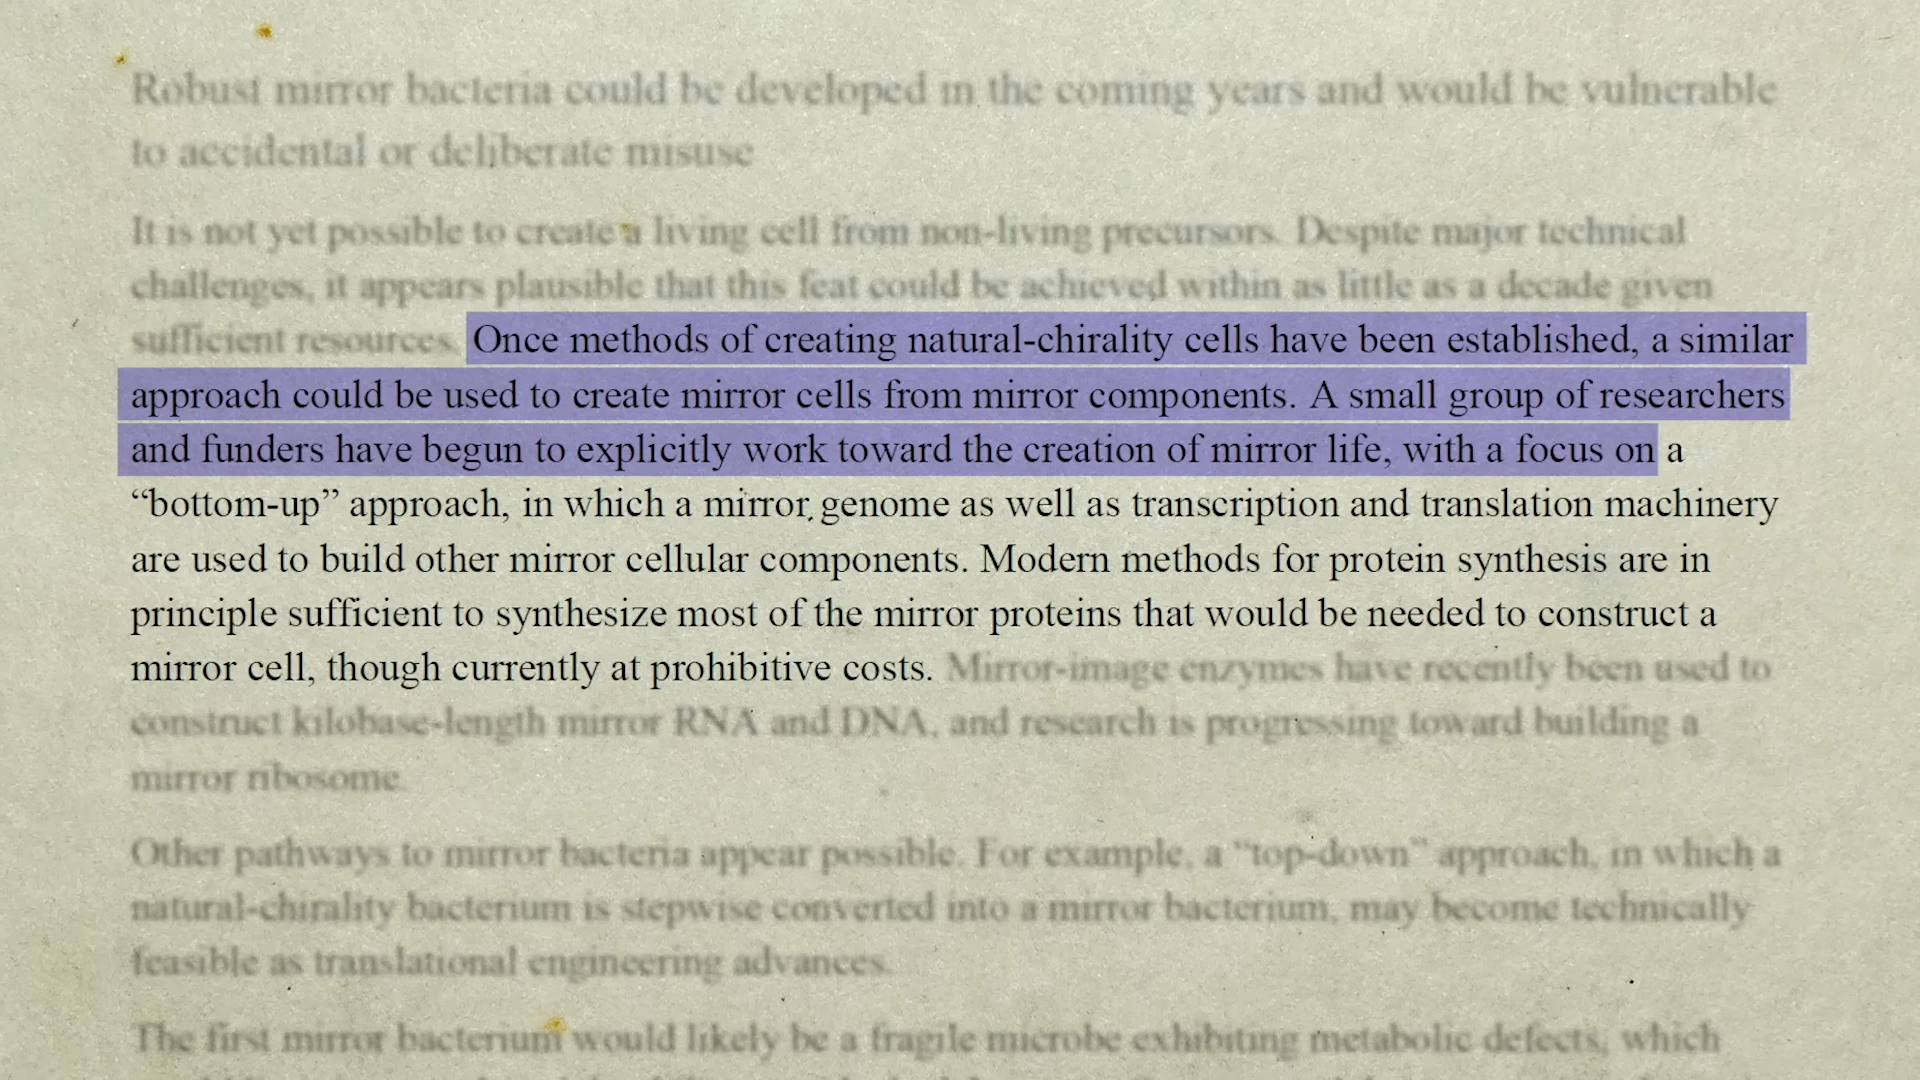 Robust mirror bacteria could be developed in the coming years and would be vulnerable
to accidental or deliberate misuse
It is not yet possible to create a living cell from non-living precursors. Despite major technical
challenges, it appears plausible that this feat could be achieved within as little as a decade given
sufficient resources. Once methods of creating natural-chirality cells have been established, a similar
approach could be used to create mirror cells from mirror components. A small group of researchers
and funders have begun to explicitly work toward the creation of mirror life, with a focus on a
“bottom-up” approach, in which a mirror genome as well as transcription and translation machinery
are used to build other mirror cellular components. Modern methods for protein synthesis are in
principle sufficient to synthesize most of the mirror proteins that would be needed to construct a
mirror cell, though currently at prohibitive costs. Mirror-image enzymes have recently been used to
construct kilobase-length mirror RNA and DNA, and research is progressing toward building a
mirror ribosome.
Other pathways to mirror bacteria appear possible. For example, a “top-down” approach, in which a
natural-chirality bacterium is stepwise converted into a mirror bacterium, may become technically
feasible as translational engineering advances.
The first mirror bacterium would likely be a fragile microbe exhibiting metabolic defects, which